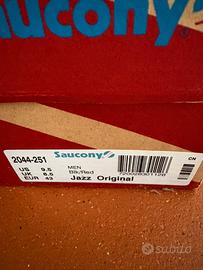 Saucony
2044-251
Saucony
CN
US 9.5
UK 8.5
EUR 43
MEN
Blk/Red
Jazz Original
subito